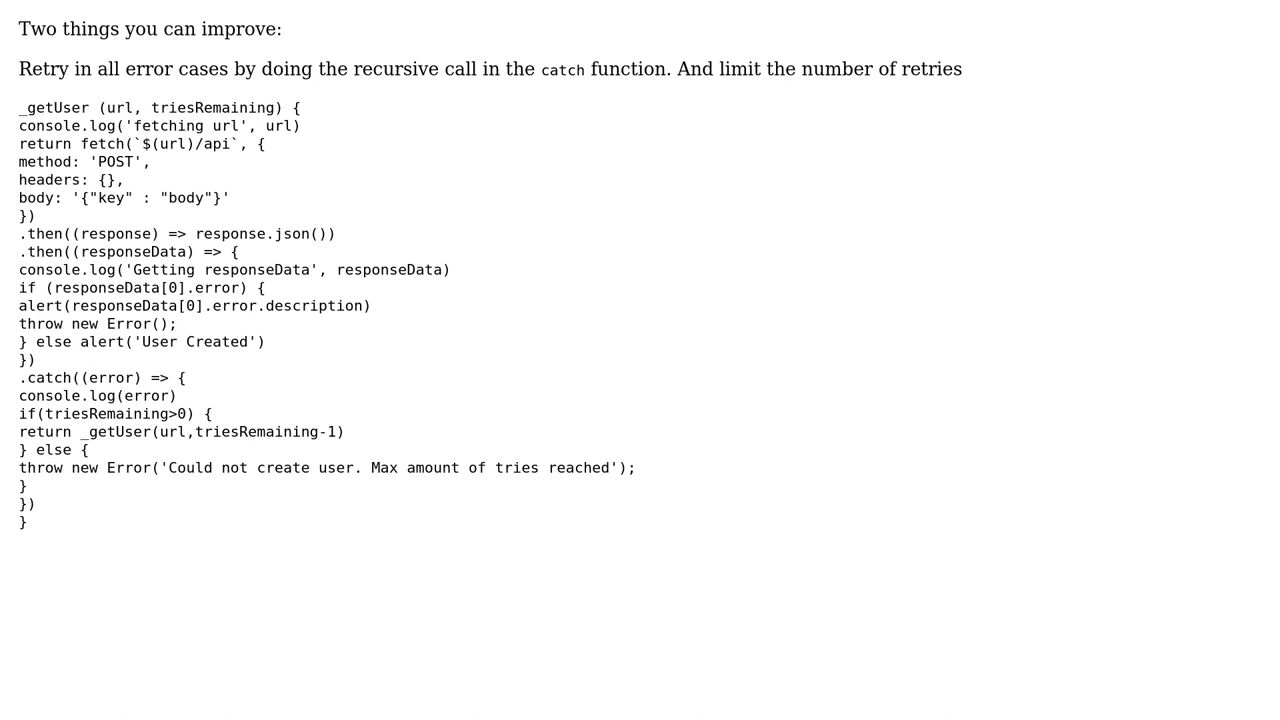 Two things you can improve:
Retry in all error cases by doing the recursive call in the catch function. And limit the number of retries
_getUser (url, triesRemaining) {
console.log('fetching url', url)
return fetch(`$(url)/api`, {
method: 'POST',
headers: {},
body: '{"key" : "body"}'
})
.then((response) => response.json())
.then((responseData) => {
console.log('Getting responseData', responseData)
if (responseData[0].error) {
alert(responseData[0].error.description)
throw new Error();
} else alert('User Created')
})
.catch((error) => {
console.log(error)
if(triesRemaining>0) {
return _getUser(url,triesRemaining-1)
} else {
throw new Error('Could not create user. Max amount of tries reached');
}
})
}